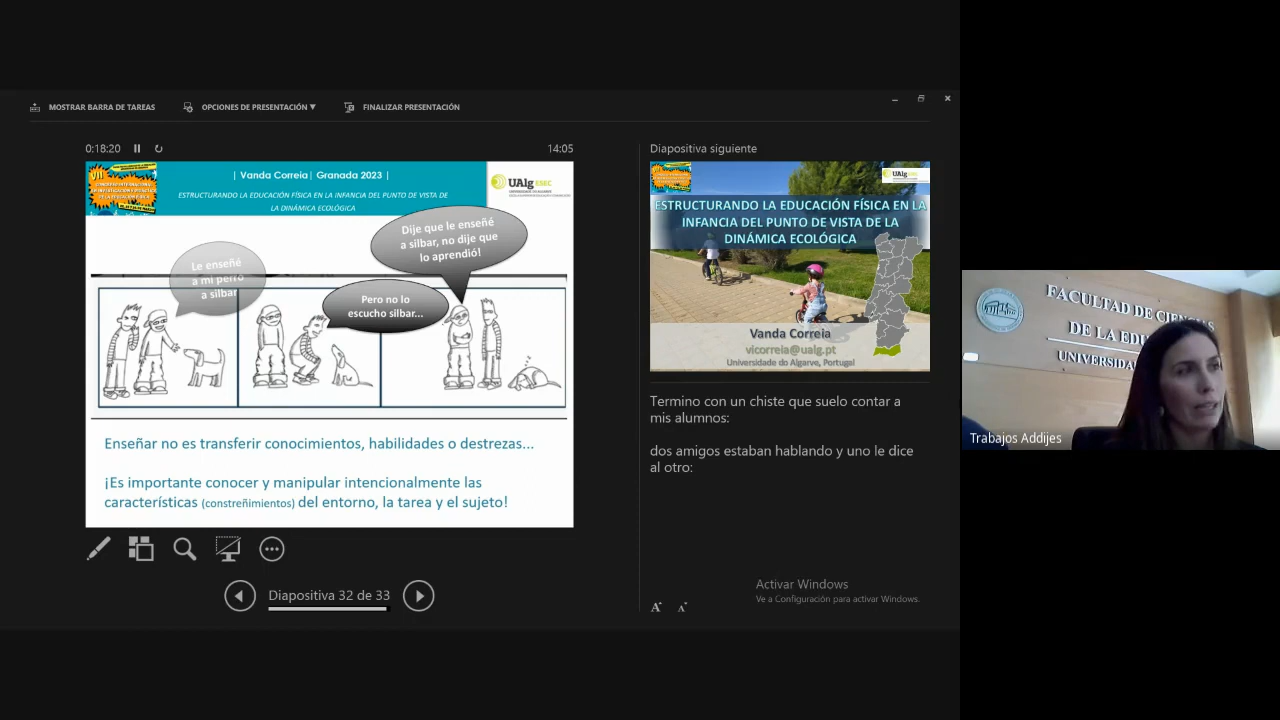 MOSTRAR BARRA DE TAREAS
OPCIONES DE PRESENTACIÓN ▼
FINALIZAR PRESENTACIÓN
0:18:20
14:05
VII
| Vanda Correia| Granada 2023 |
ESTRUCTURANDO LA EDUCACIÓN FÍSICA EN LA INFANCIA DEL PUNTO DE VISTA DE
LA DINÁMICA ECOLÓGICA
UAlg ESEC
UNIVERSIDADE DO ALGARVE
Le enseñé
a mi perro
a silbar
Pero no lo
escucho silbar...
Dije que le enseñé
a silbar, no dije que
lo aprendió!
Enseñar no es transferir conocimientos, habilidades o destrezas...
¡Es importante conocer y manipular intencionalmente las
características (constreñimientos) del entorno, la tarea y el sujeto!
Diapositiva 32 de 33
Diapositiva siguiente
UAlg ESEC
ESTRUCTURANDO LA EDUCACIÓN FÍSICA EN LA
INFANCIA DEL PUNTO DE VISTA DE LA
DINÁMICA ECOLÓGICA
Vanda Correia
vicorreia@ualg.pt
Universidade do Algarve, Portugal
Termino con un chiste que suelo contar a
mis alumnos:
dos amigos estaban hablando y uno le dice
al otro:
Activar Windows
Ve a Configuración para activar Windows.
FACULTAD DE CIENCIAS
DE LA EDU
UNIVERSIDA
Trabajos Addijes